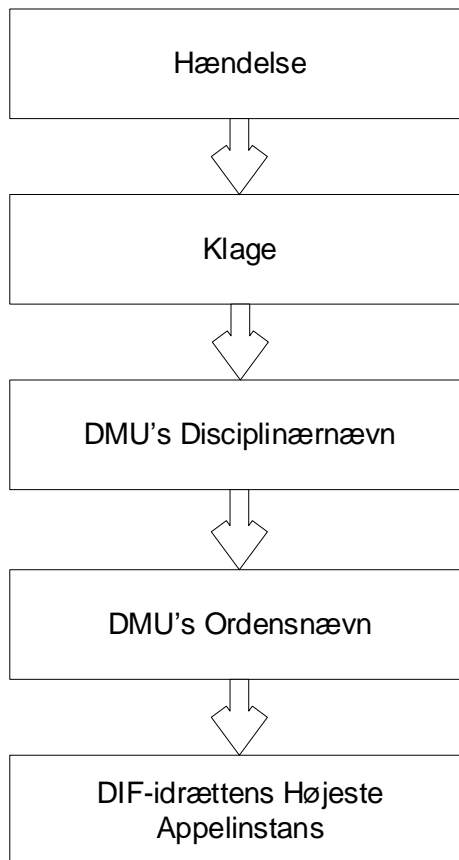 Hændelse
Klage
DMU's Disciplinærnævn
DMU's Ordensnævn
DIF-idrættens Højeste
Appelinstans